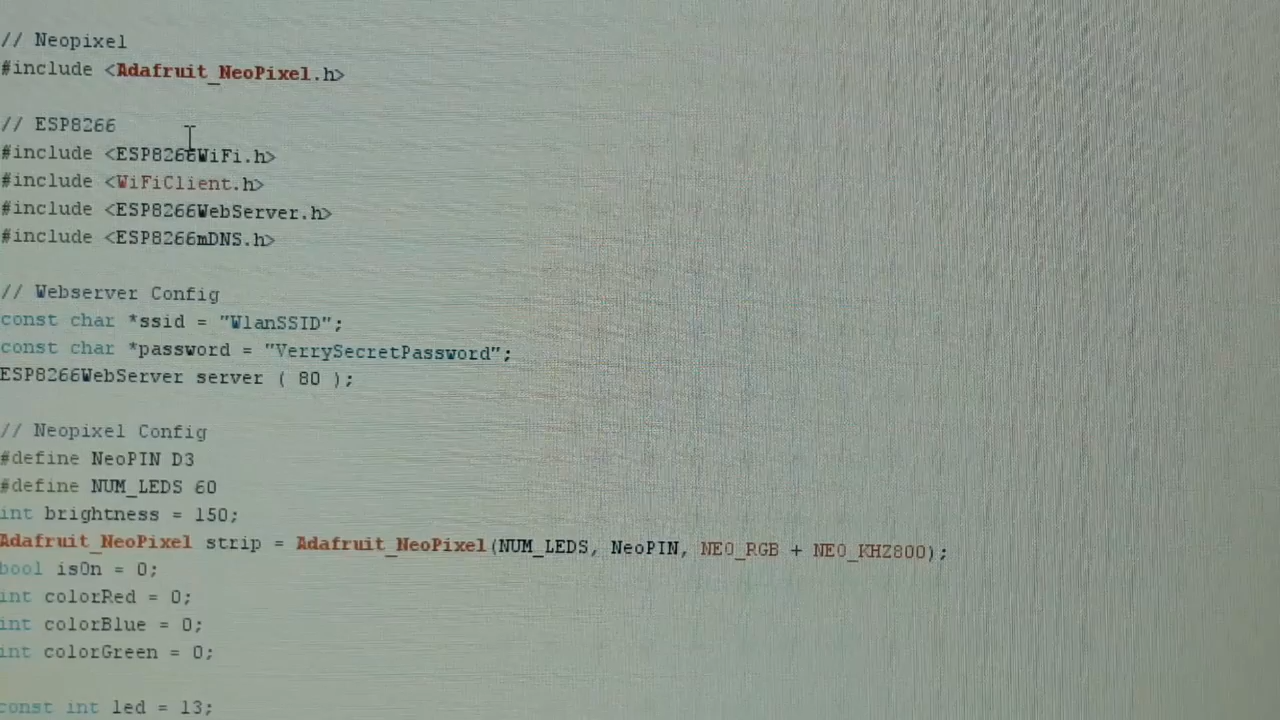 // Neopixel
#include <Adafruit_NeoPixel.h>
// ESP8266
#include <ESP8266WiFi.h>
#include <WiFiClient.h>
#include <ESP8266WebServer.h>
#include <ESP8266mDNS.h>
// Webserver Config
const char *ssid = "WlanSSID";
const char *password = "VerrySecretPassword";
ESP8266WebServer server ( 80 );
// Neopixel Config
#define NeoPIN D3
#define NUM_LEDS 60
int brightness = 150;
Adafruit_NeoPixel strip = Adafruit_NeoPixel(NUM_LEDS, NeoPIN, NEO_RGB + NEO_KHZ800);
bool isOn = 0;
int colorRed = 0;
int colorBlue = 0;
int colorGreen = 0;
const int led = 13;